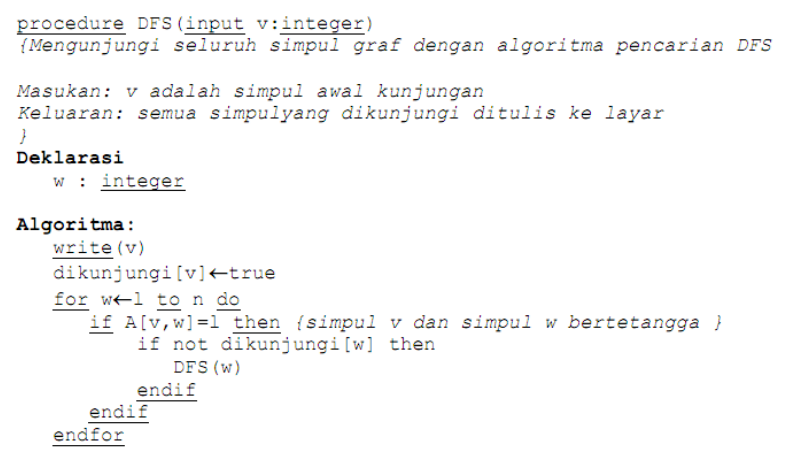 procedure DFS(input v:integer)
{Mengunjungi seluruh simpul graf dengan algoritma pencarian DFS
Masukan: v adalah simpul awal kunjungan
Keluaran: semua simpulyang dikunjungi ditulis ke layar
}
Deklarasi
w : integer
Algoritma:
write(v)
dikunjungi[v]←true
for w←1 to n do
if A[v,w]=1 then {simpul v dan simpul w bertetangga }
if not dikunjungi[w] then
DFS(w)
endif
endif
endfor